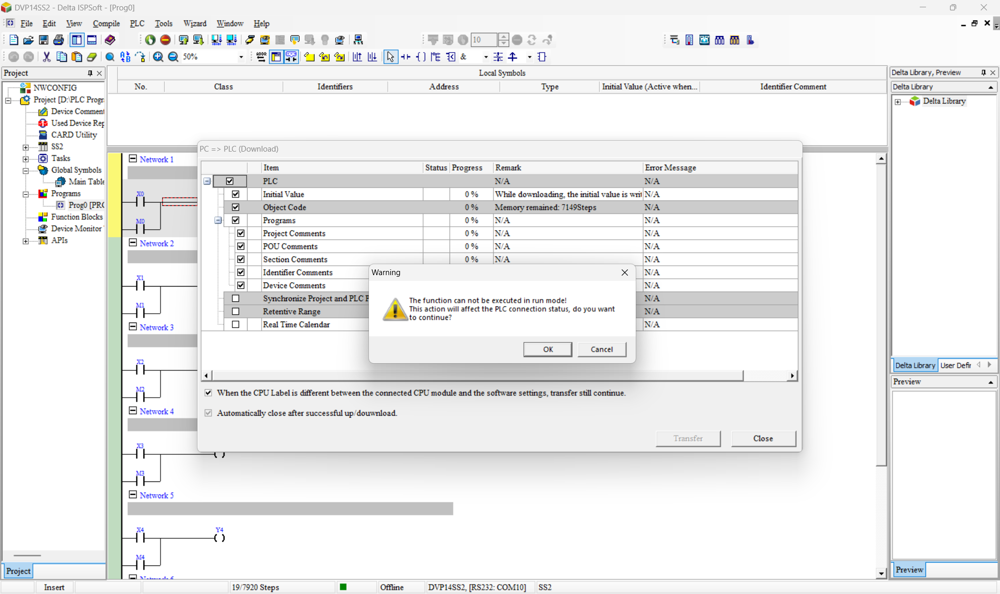 DVP14SS2 - Delta ISPSoft - [Prog0]
File Edit View Compile PLC Tools Wizard Window Help
10
50%
ADDR
&
Project
NWCONFIG
Project [D:\PLC Progr
Device Comment
Used Device Rep
CARD Utility
SS2
Tasks
Global Symbols
Main Table
Programs
Prog0 [PRO
Function Blocks
Device Monitor
APIs
Project
Local Symbols
No. Class Identifiers Address Type Initial Value (Active when... Identifier Comment
Network 1
X0
M0
Network 2
X1
M1
Network 3
X2
M2
Network 4
X3
M3
Network 5
X4 Y4
M4
Network 6
PC => PLC (Download)
Item Status Progress Remark Error Message
PLC N/A N/A
Initial Value 0 % While downloading, the initial value is writ N/A
Object Code 0 % Memory remained: 7149Steps N/A
Programs 0 % N/A N/A
Project Comments 0 % N/A N/A
POU Comments 0 % N/A N/A
Section Comments 0 % N/A N/A
Identifier Comments N/A
Device Comments N/A
Synchronize Project and PLC P N/A
Retentive Range N/A
Real Time Calendar N/A
Warning
The function can not be executed in run mode!
This action will affect the PLC connection status, do you want
to continue?
OK Cancel
When the CPU Label is different between the connected CPU module and the software settings, transfer still continue.
Automatically close after successful up/douwnload.
Transfer Close
Delta Library, Preview
Delta Library
Delta Library
Delta Library User Defir
Preview
Preview
Insert 19/7920 Steps Offline DVP14SS2, [RS232: COM10] SS2